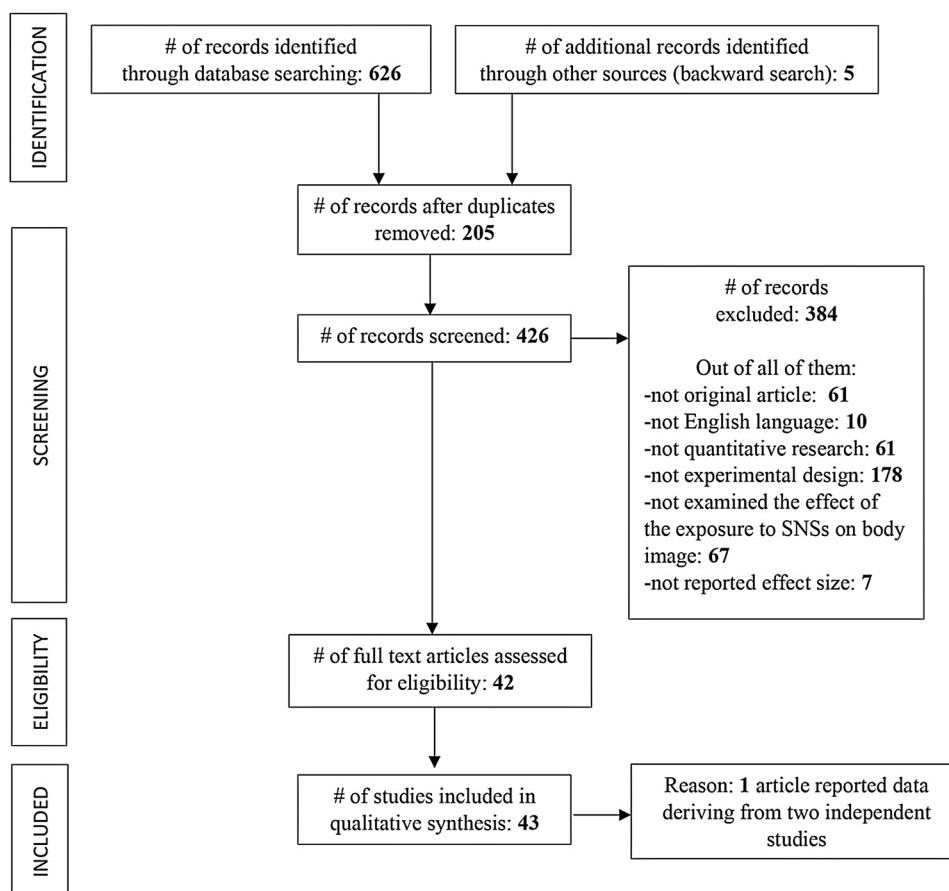 IDENTIFICATION
# of records identified
through database searching: 626
# of additional records identified
through other sources (backward search): 5
# of records after duplicates
removed: 205
SCREENING
# of records screened: 426
# of records
excluded: 384
Out of all of them:
-not original article: 61
-not English language: 10
-not quantitative research: 61
-not experimental design: 178
-not examined the effect of
the exposure to SNSs on body
image: 67
-not reported effect size: 7
ELIGIBILITY
# of full text articles assessed
for eligibility: 42
INCLUDED
# of studies included in
qualitative synthesis: 43
Reason: 1 article reported data
deriving from two independent
studies